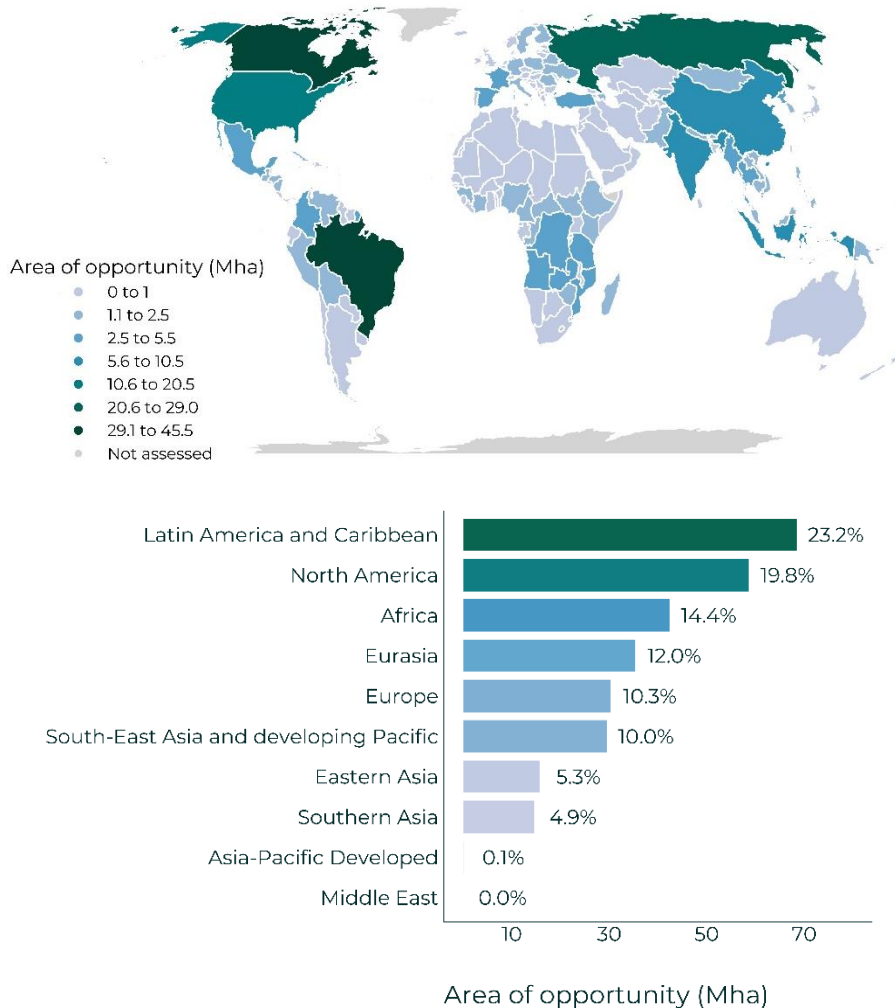 Area of opportunity (Mha)
0 to 1
1.1 to 2.5
2.5 to 5.5
5.6 to 10.5
10.6 to 20.5
20.6 to 29.0
29.1 to 45.5
Not assessed
Latin America and Caribbean 23.2%
North America 19.8%
Africa 14.4%
Eurasia 12.0%
Europe 10.3%
South-East Asia and developing Pacific 10.0%
Eastern Asia 5.3%
Southern Asia 4.9%
Asia-Pacific Developed 0.1%
Middle East 0.0%
10 30 50 70
Area of opportunity (Mha)